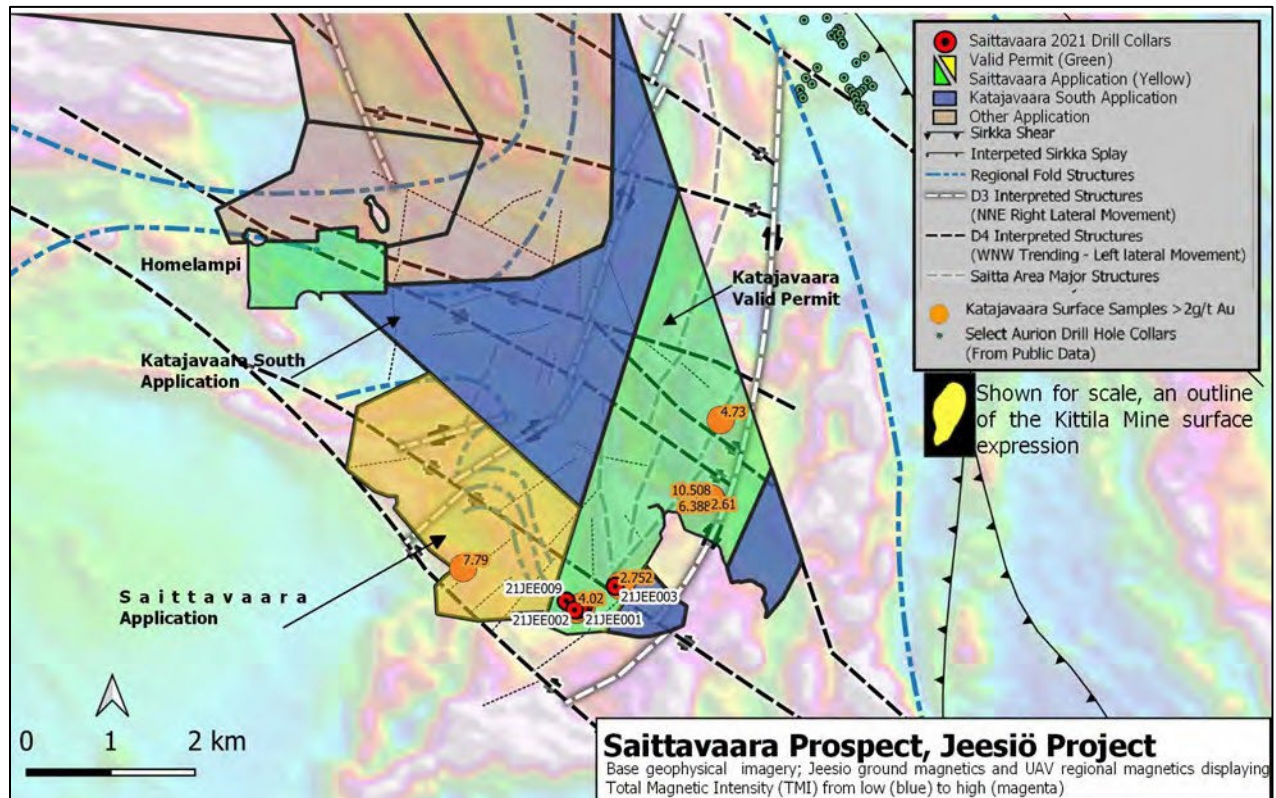 Saittavaara 2021 Drill Collars
Valid Permit (Green)
Saittavaara Application (Yellow)
Katajavaara South Application
Other Application
Sirkka Shear
Interpeted Sirkka Splay
Regional Fold Structures
D3 Interpreted Structures
(NNE Right Lateral Movement)
D4 Interpreted Structures
(WNW Trending - Left lateral Movement)
Saitta Area Major Structures
Katajavaara Surface Samples >2g/t Au
Select Aurion Drill Hole Collars
(From Public Data)
Shown for scale, an outline
of the Kittila Mine surface
expression
Homelampi
Katajavaara
Valid Permit
Katajavaara South
Application
4.73
10.508
6.388
2.61
7.79
Saittavaara
Application
21JEE009
4.02
2.752
21JEE003
21JEE002
21JEE001
0 1 2 km
Saittavaara Prospect, Jeesiö Project
Base geophysical imagery; Jeesio ground magnetics and UAV regional magnetics displaying
Total Magnetic Intensity (TMI) from low (blue) to high (magenta)